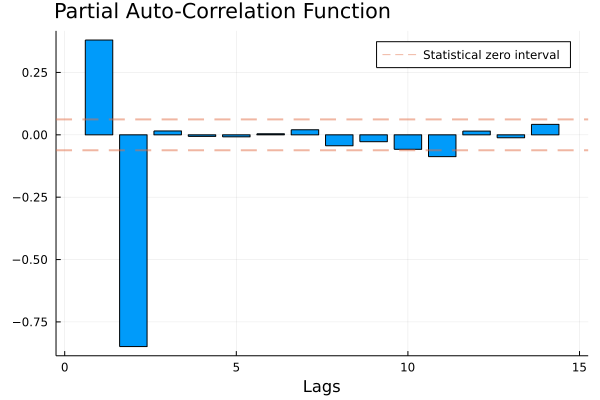 Partial Auto-Correlation Function
Statistical zero interval
0.25
0.00
−0.25
−0.50
−0.75
0 5 10 15
Lags